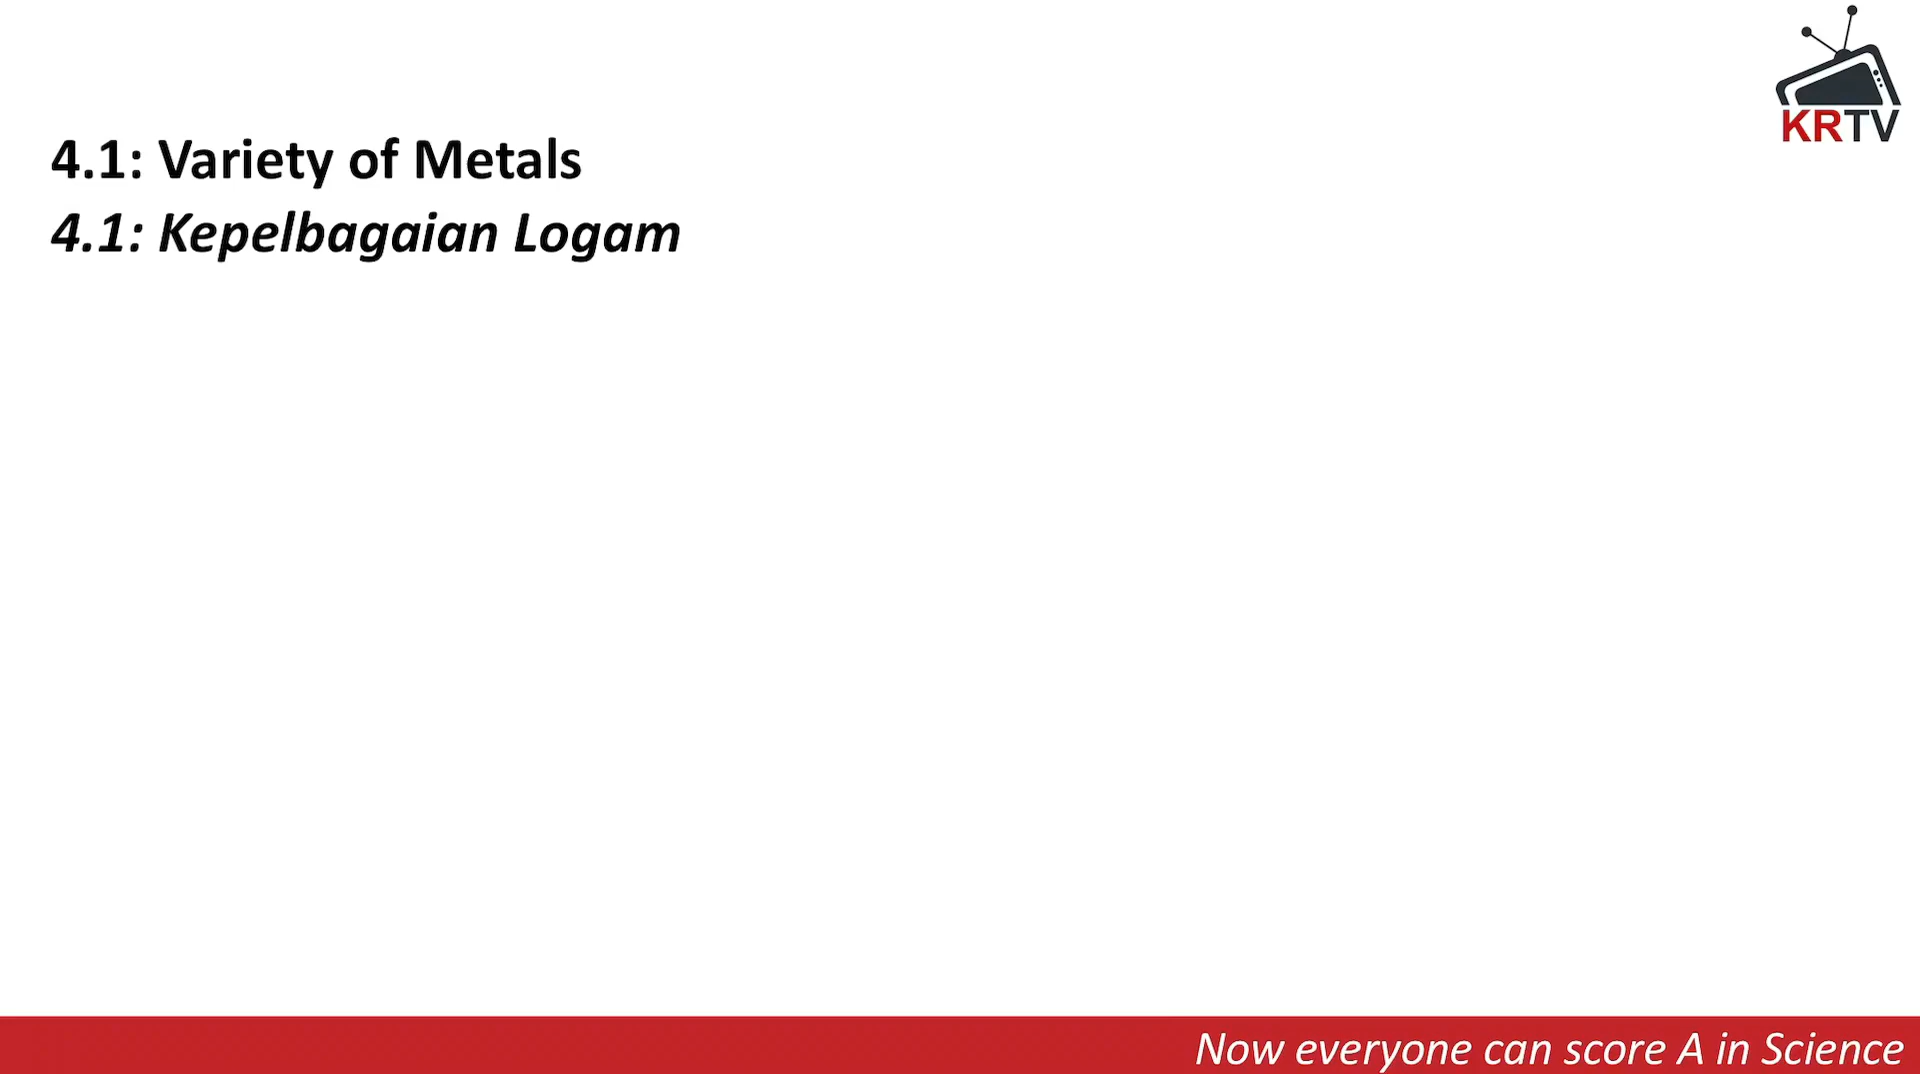 KRTV
4.1: Variety of Metals
4.1: Kepelbagaian Logam
Now everyone can score A in Science